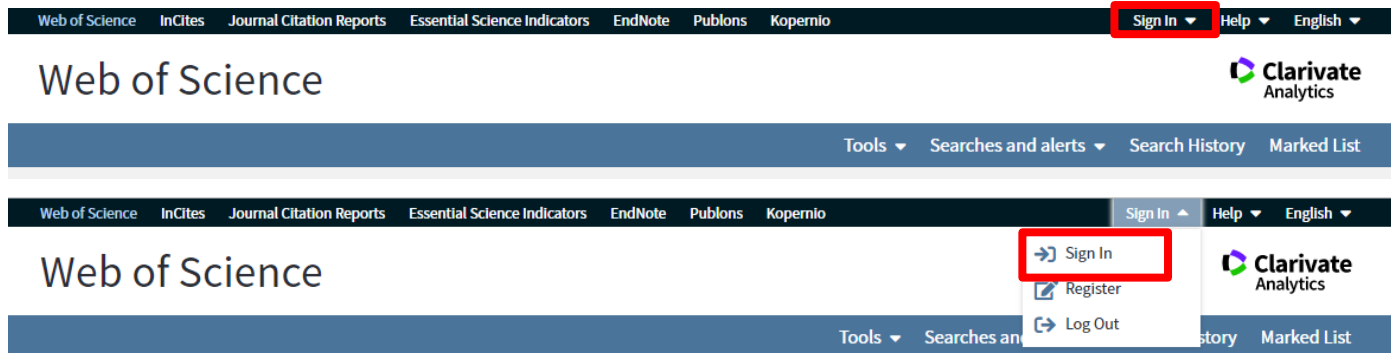 Web of Science InCites Journal Citation Reports Essential Science Indicators EndNote Publons Kopernio Sign In Help English
Web of Science
Clarivate
Analytics
Tools Searches and alerts Search History Marked List
Web of Science InCites Journal Citation Reports Essential Science Indicators EndNote Publons Kopernio Sign In Help English
Sign In
Web of Science
Clarivate
Analytics
Register
Log Out
Tools Searches an tory Marked List